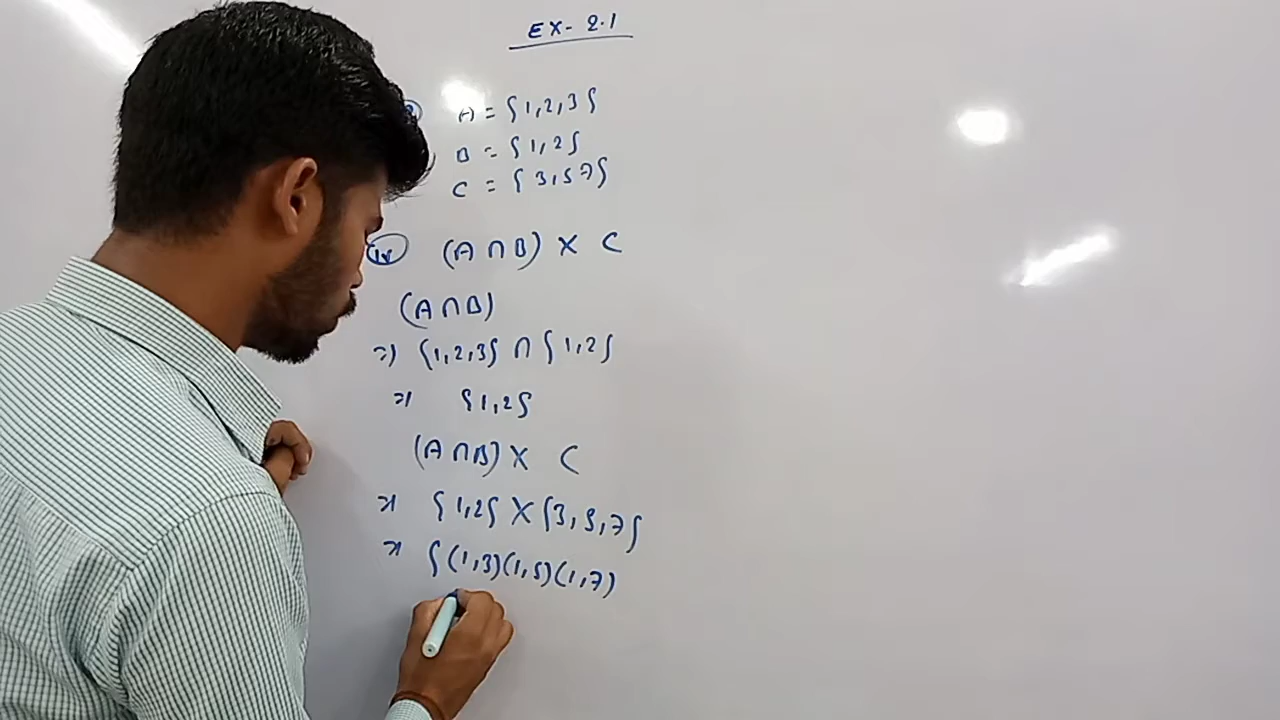 EX- 2.1
A = {1,2,3}
B = {1,2}
C = {3,5 7}
iv (A ∩ B) X C
(A ∩ B)
=) {1,2,3} ∩ {1,2}
=) {1,2}
(A ∩ B) X C
=) {1,2} X {3,5,7}
=) {(1,3)(1,5)(1,7)